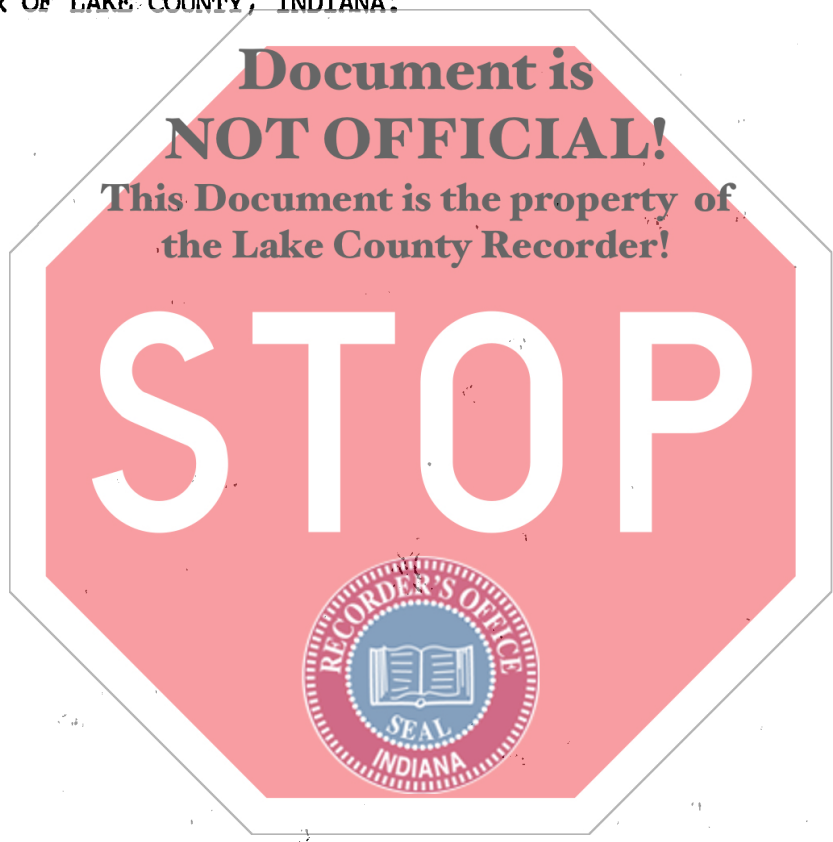 OF LAKE COUNTY, INDIANA.
Document is
NOT OFFICIAL!
This Document is the property of
the Lake County Recorder!
STOP
RECORDER'S OFFICE
SEAL
INDIANA